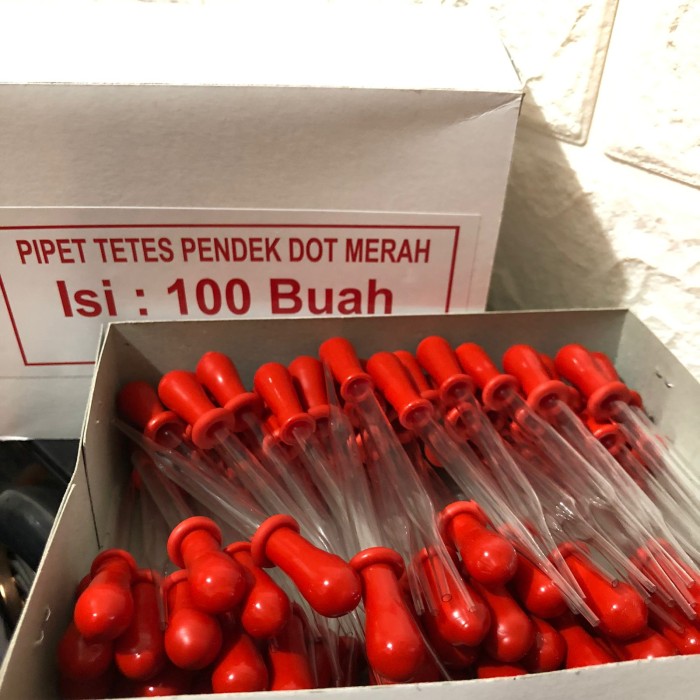 PIPET TETES PENDEK DOT MERAH
Isi : 100 Buah